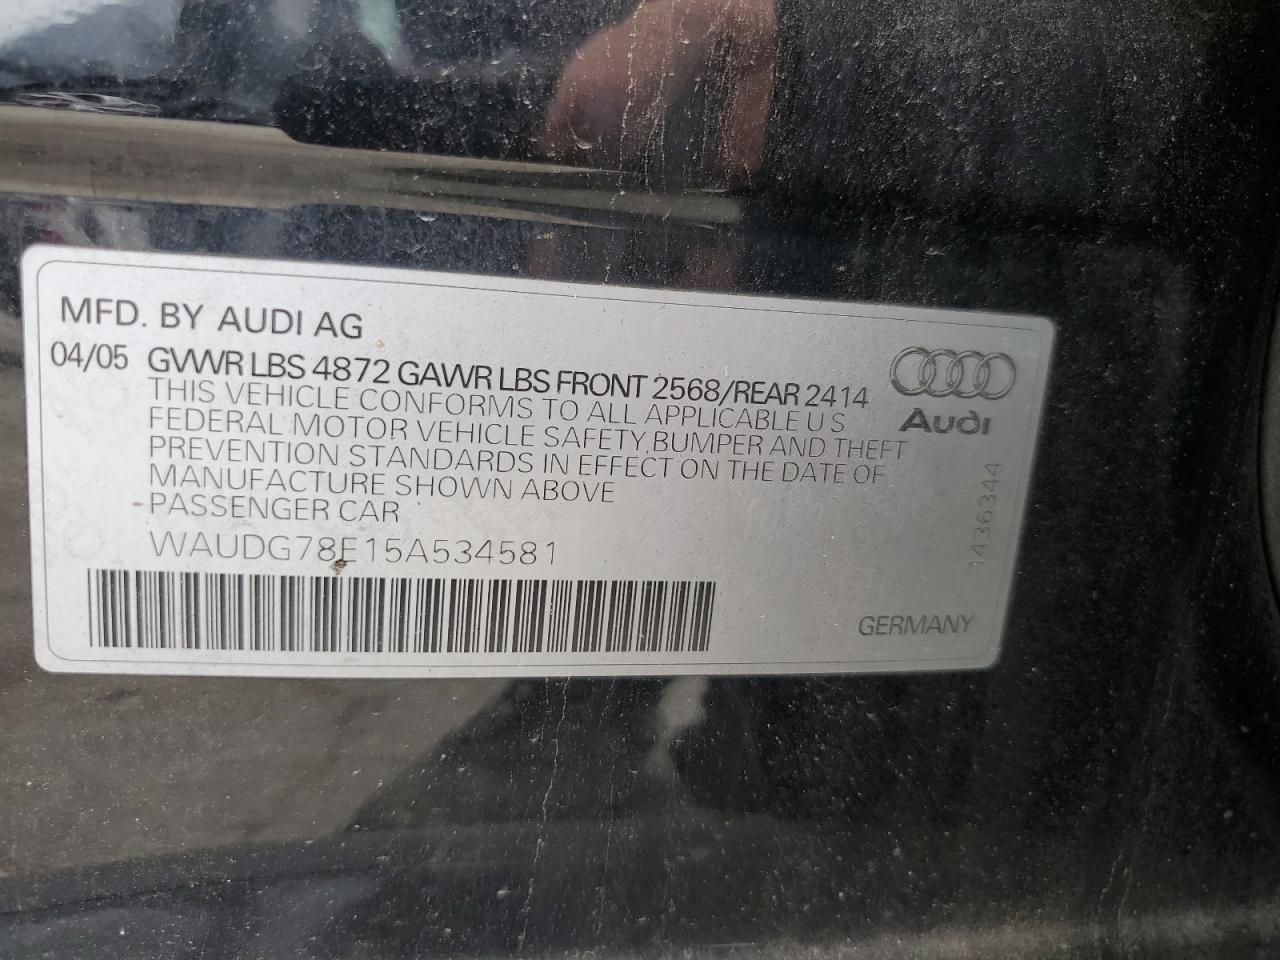 MFD. BY AUDI AG
04/05 GVWR LBS 4872 GAWR LBS FRONT 2568/REAR 2414
THIS VEHICLE CONFORMS TO ALL APPLICABLE U S
FEDERAL MOTOR VEHICLE SAFETY, BUMPER AND THEFT
PREVENTION STANDARDS IN EFFECT ON THE DATE OF
MANUFACTURE SHOWN ABOVE
PASSENGER CAR
WAUDG78E15A534581
Audi
1436344
GERMANY